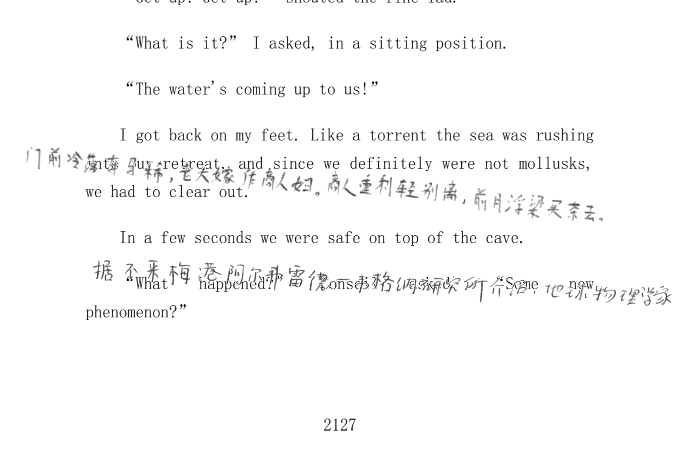 “Get up! Get up!” shouted the fine lad.
“What is it?” I asked, in a sitting position.
“The water's coming up to us!”
I got back on my feet. Like a torrent the sea was rushing
门前冷落车马稀，老大嫁作商人妇。商人重利轻别离，前月浮梁买茶去。
into our retreat, and since we definitely were not mollusks,
we had to clear out.
In a few seconds we were safe on top of the cave.
据不来梅港阿尔弗雷德－韦格纳研究所介绍，地球物理学家
“What happened?” Conseil asked. “Some new
phenomenon?”
2127